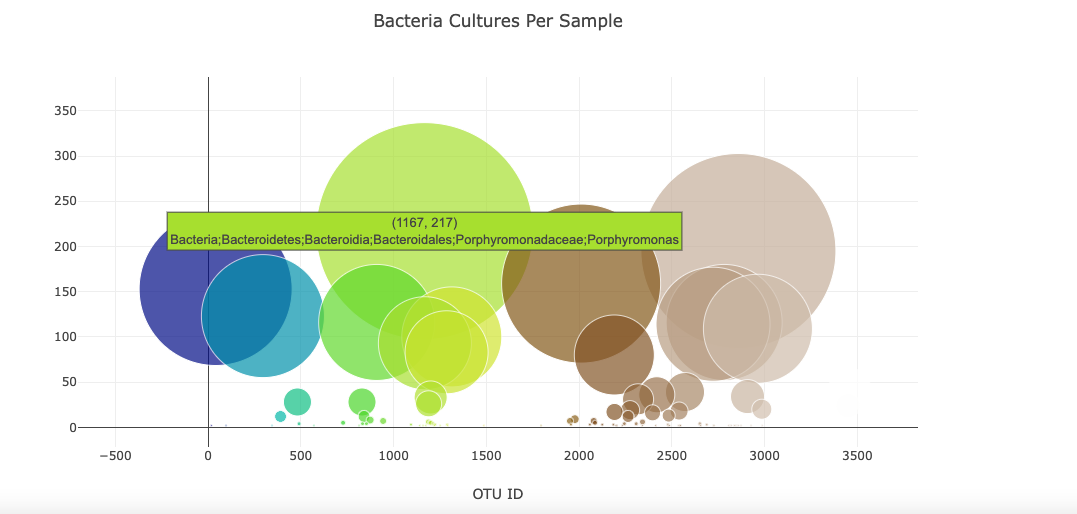 Bacteria Cultures Per Sample
350
300
250
(1167, 217)
Bacteria;Bacteroidetes;Bacteroidia;Bacteroidales;Porphyromonadaceae;Porphyromonas
200
150
100
50
0
−500 0 500 1000 1500 2000 2500 3000 3500
OTU ID